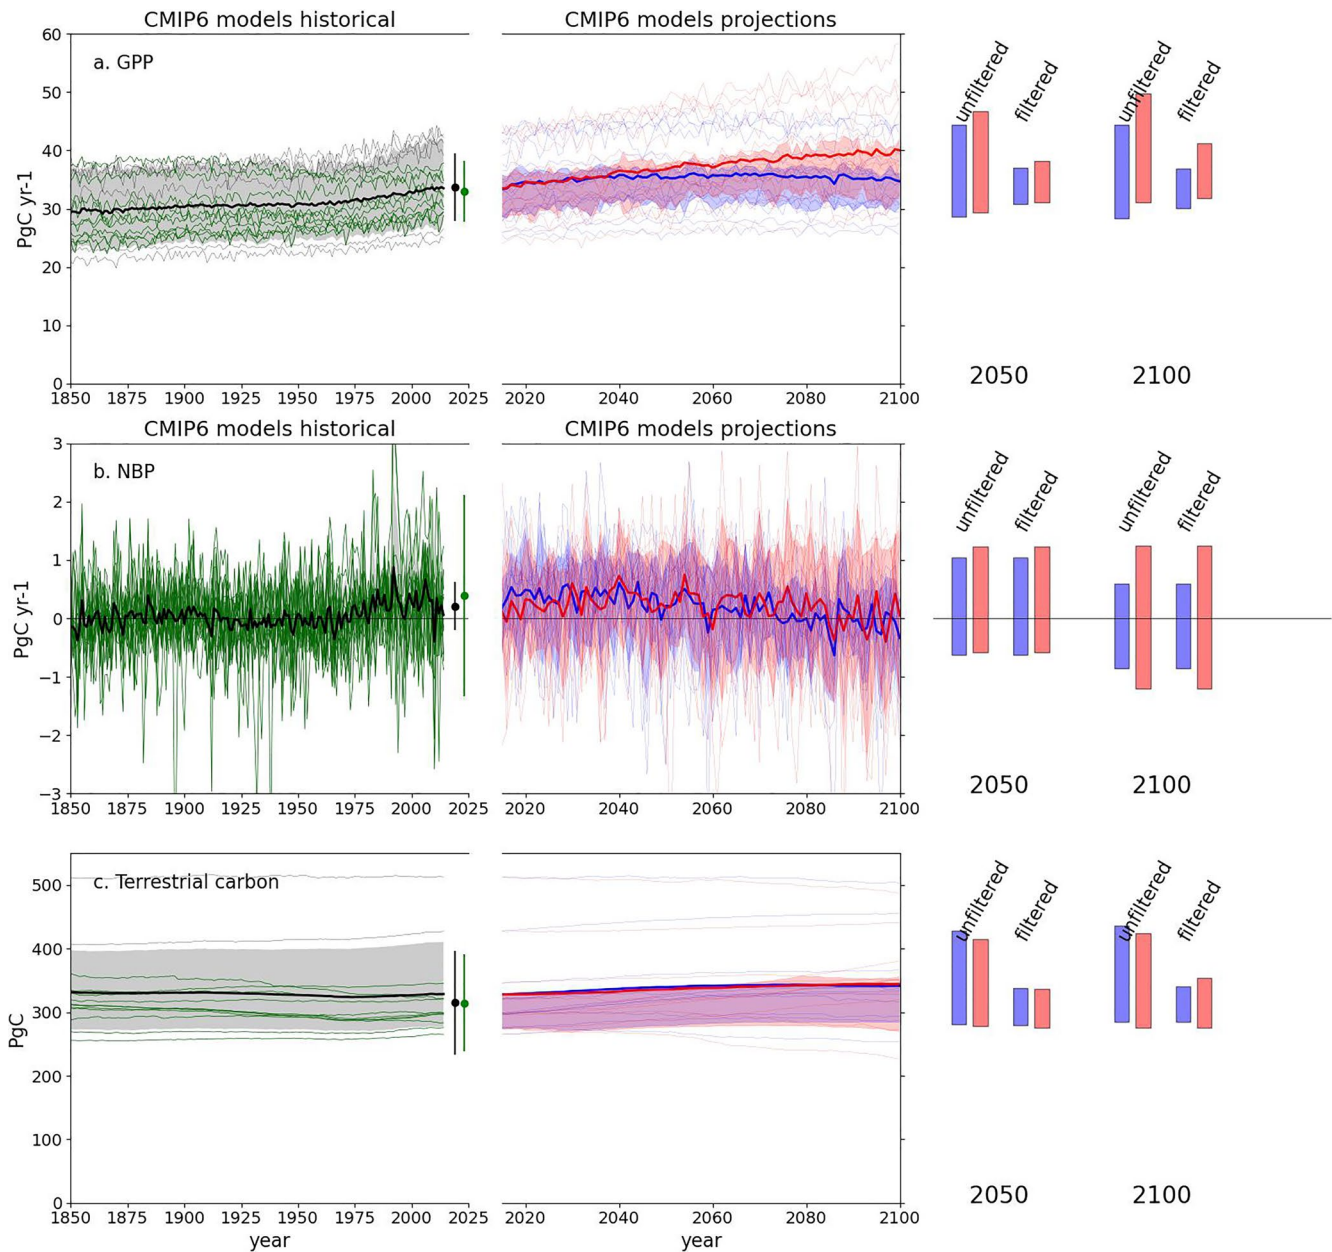 CMIP6 models historical
CMIP6 models projections
60
50
40
30
20
10
0
PgC yr-1
a. GPP
unfiltered
filtered
unfiltered
filtered
2050
2100
1850 1875 1900 1925 1950 1975 2000 2025
2020 2040 2060 2080 2100
CMIP6 models historical
CMIP6 models projections
3
2
1
0
−1
−2
−3
PgC yr-1
b. NBP
unfiltered
filtered
unfiltered
filtered
2050
2100
1850 1875 1900 1925 1950 1975 2000 2025
2020 2040 2060 2080 2100
500
400
300
200
100
0
PgC
c. Terrestrial carbon
unfiltered
filtered
unfiltered
filtered
2050
2100
1850 1875 1900 1925 1950 1975 2000 2025
2020 2040 2060 2080 2100
year
year